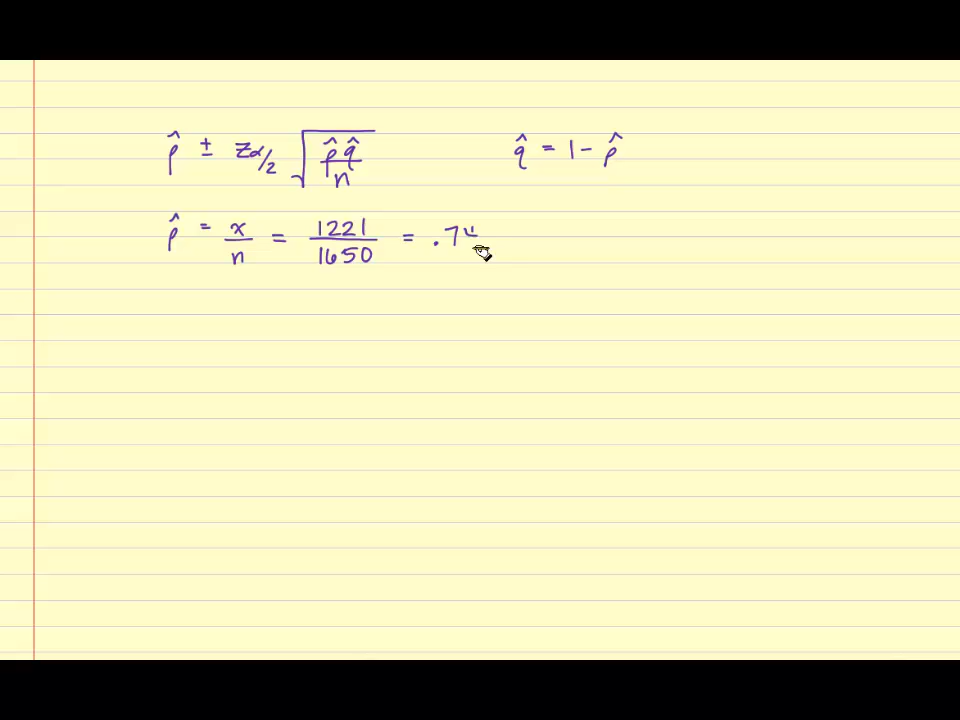 p̂ ± zα/2 √(p̂ q̂ / n) q̂ = 1 - p̂
p̂ = x/n = 1221/1650 = .74